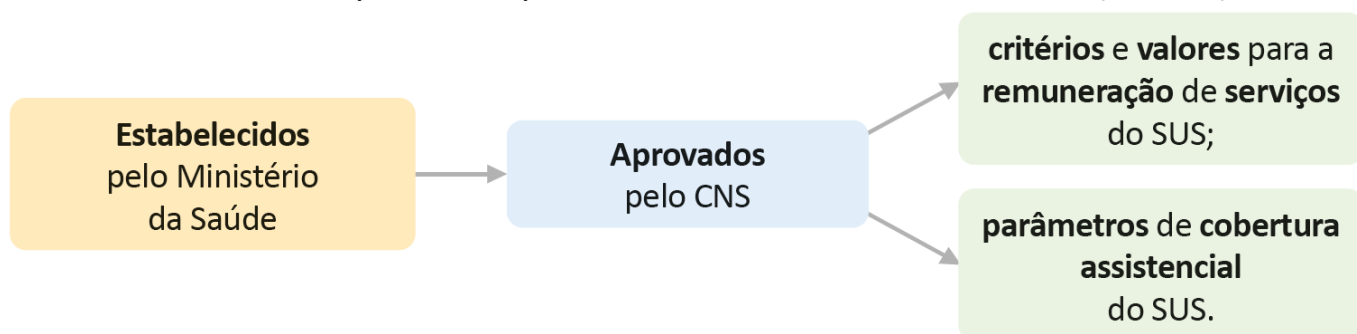 Estabelecidos
pelo Ministério
da Saúde
Aprovados
pelo CNS
critérios e valores para a
remuneração de serviços
do SUS;
parâmetros de cobertura
assistencial
do SUS.